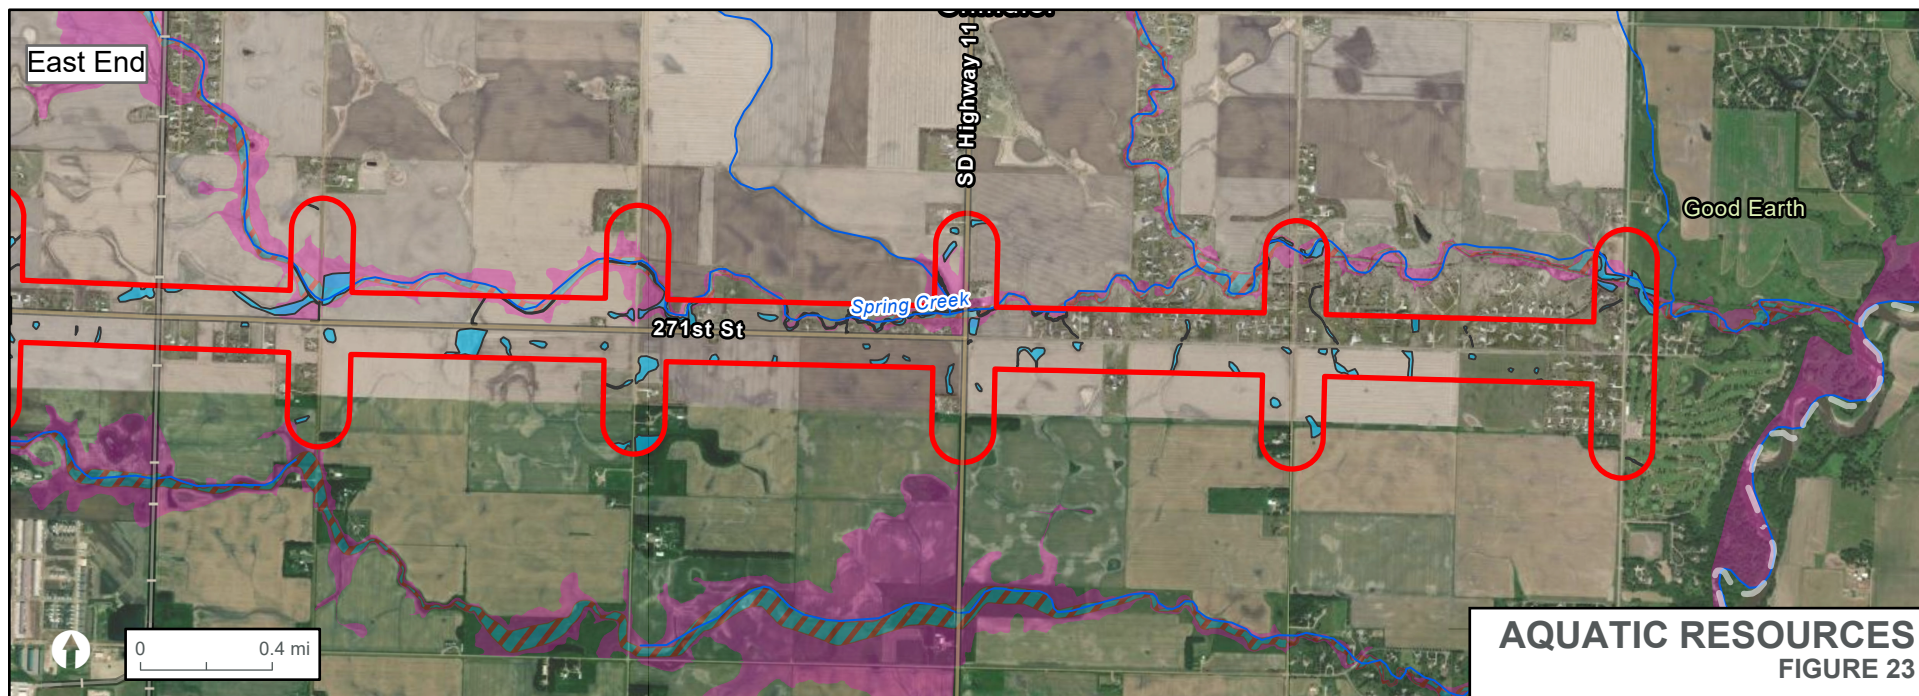 East End
SD Highway 11
Good Earth
Spring Creek
271st St
0 0.4 mi
AQUATIC RESOURCES
FIGURE 23